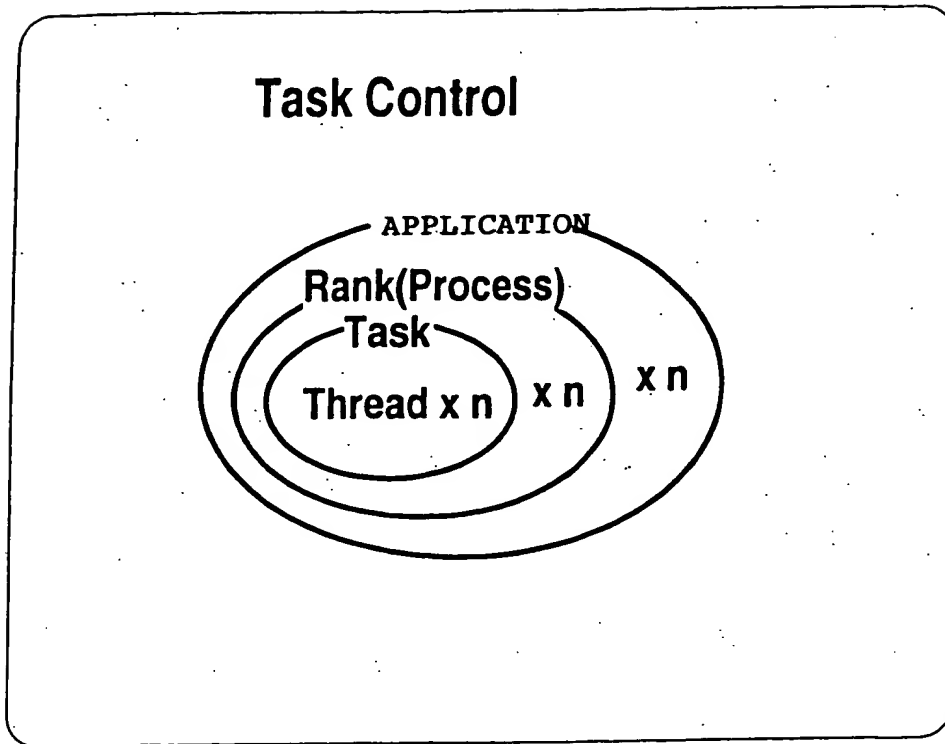 Task Control
APPLICATION
Rank(Process)
Task
Thread x n
x n
x n